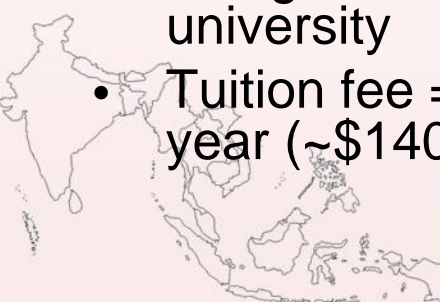 university
• Tuition fee =
year (~$140